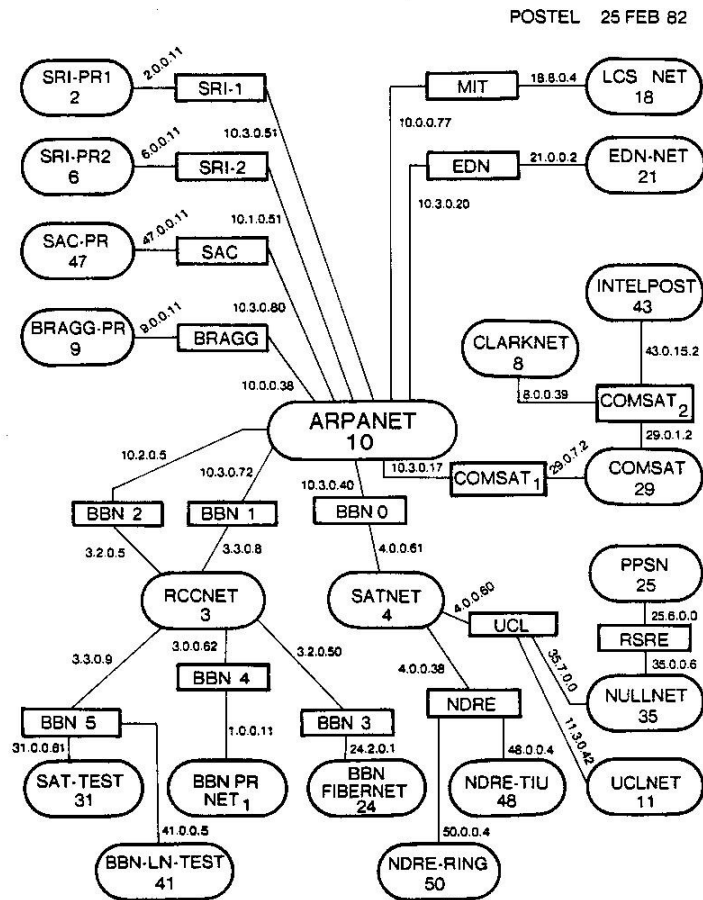 POSTEL 25 FEB 82
SRI-PR1
2
2.0.0.11
SRI-1
10.3.0.51
MIT
18.8.0.4
LCS NET
18
10.0.0.77
SRI-PR2
6
6.0.0.11
SRI-2
10.1.0.51
EDN
21.0.0.2
EDN-NET
21
10.3.0.20
SAC-PR
47
47.0.0.11
SAC
10.3.0.80
INTELPOST
43
43.0.15.2
BRAGG-PR
9
9.0.0.11
BRAGG
10.0.0.38
CLARKNET
8
8.0.0.39
COMSAT2
29.0.1.2
ARPANET
10
10.3.0.17
COMSAT1
29.0.7.2
COMSAT
29
10.2.0.5
10.3.0.72
10.3.0.40
BBN 2
BBN 1
BBN 0
3.2.0.5
3.3.0.8
4.0.0.61
PPSN
25
25.6.0.0
RCCNET
3
SATNET
4
4.0.0.60
UCL
RSRE
35.7.0.0
35.0.0.6
3.3.0.9
3.0.0.62
3.2.0.50
4.0.0.38
BBN 4
NDRE
NULLNET
35
BBN 5
BBN 3
11.3.0.42
31.0.0.61
1.0.0.11
24.2.0.1
48.0.0.4
SAT-TEST
31
BBN PR
NET1
BBN
FIBERNET
24
NDRE-TIU
48
UCLNET
11
41.0.0.5
50.0.0.4
BBN-LN-TEST
41
NDRE-RING
50